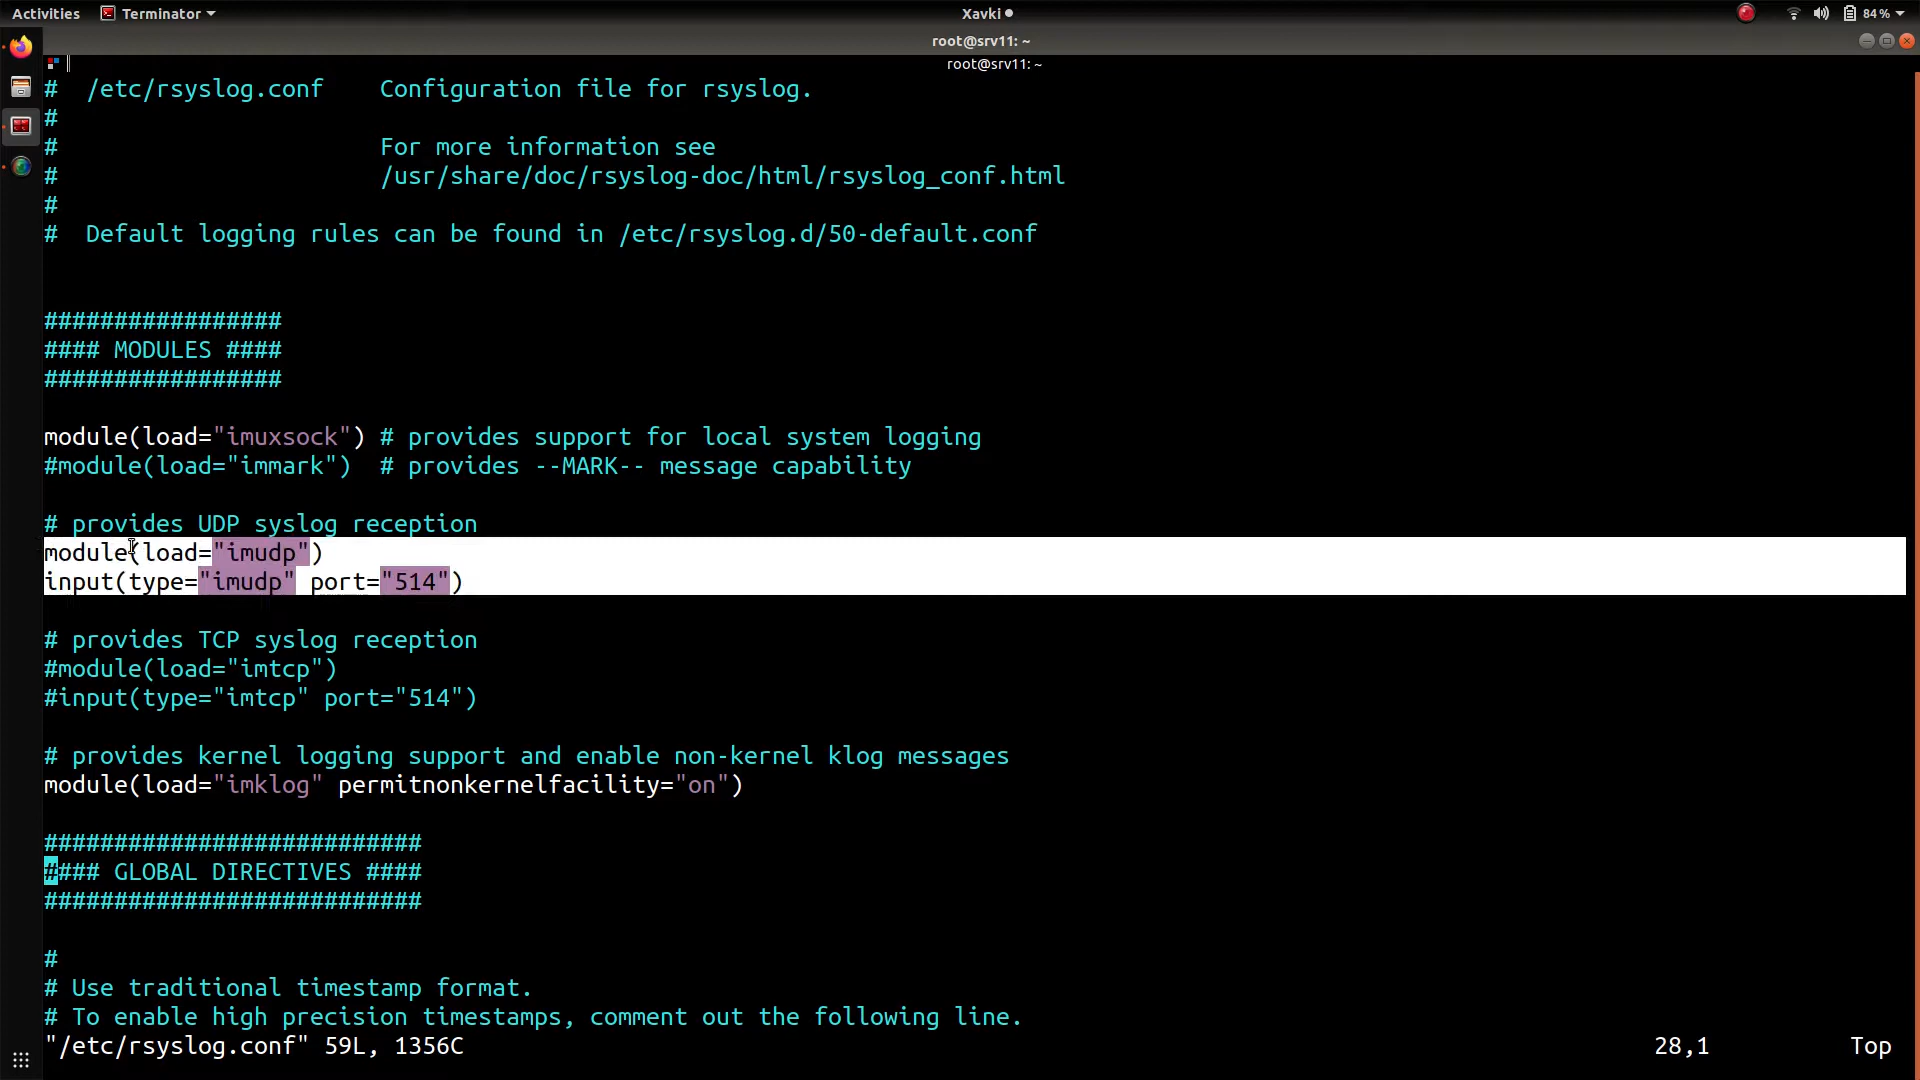 Activities Terminator Xavki 84 %
root@srv11: ~
root@srv11: ~
# /etc/rsyslog.conf Configuration file for rsyslog.
#
# For more information see
# /usr/share/doc/rsyslog-doc/html/rsyslog_conf.html
#
# Default logging rules can be found in /etc/rsyslog.d/50-default.conf
#################
#### MODULES ####
#################
module(load="imuxsock") # provides support for local system logging
#module(load="immark") # provides --MARK-- message capability
# provides UDP syslog reception
module(load="imudp")
input(type="imudp" port="514")
# provides TCP syslog reception
#module(load="imtcp")
#input(type="imtcp" port="514")
# provides kernel logging support and enable non-kernel klog messages
module(load="imklog" permitnonkernelfacility="on")
###########################
#### GLOBAL DIRECTIVES ####
###########################
#
# Use traditional timestamp format.
# To enable high precision timestamps, comment out the following line.
"/etc/rsyslog.conf" 59L, 1356C 28,1 Top